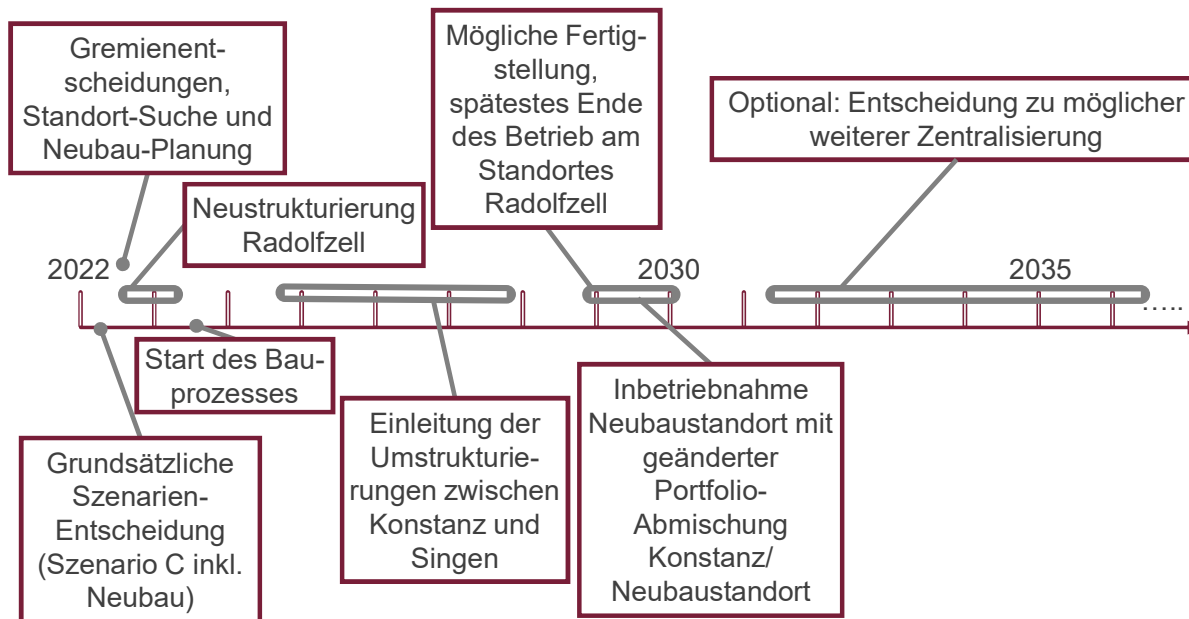 Gremienent-
scheidungen,
Standort-Suche und
Neubau-Planung
Neustrukturierung
Radolfzell
Mögliche Fertig-
stellung,
spätestes Ende
des Betrieb am
Standortes
Radolfzell
Optional: Entscheidung zu möglicher
weiterer Zentralisierung
2022
2030
2035
.....
Start des Bau-
prozesses
Grundsätzliche
Szenarien-
Entscheidung
(Szenario C inkl.
Neubau)
Einleitung der
Umstrukturie-
rungen zwischen
Konstanz und
Singen
Inbetriebnahme
Neubaustandort mit
geänderter
Portfolio-
Abmischung
Konstanz/
Neubaustandort